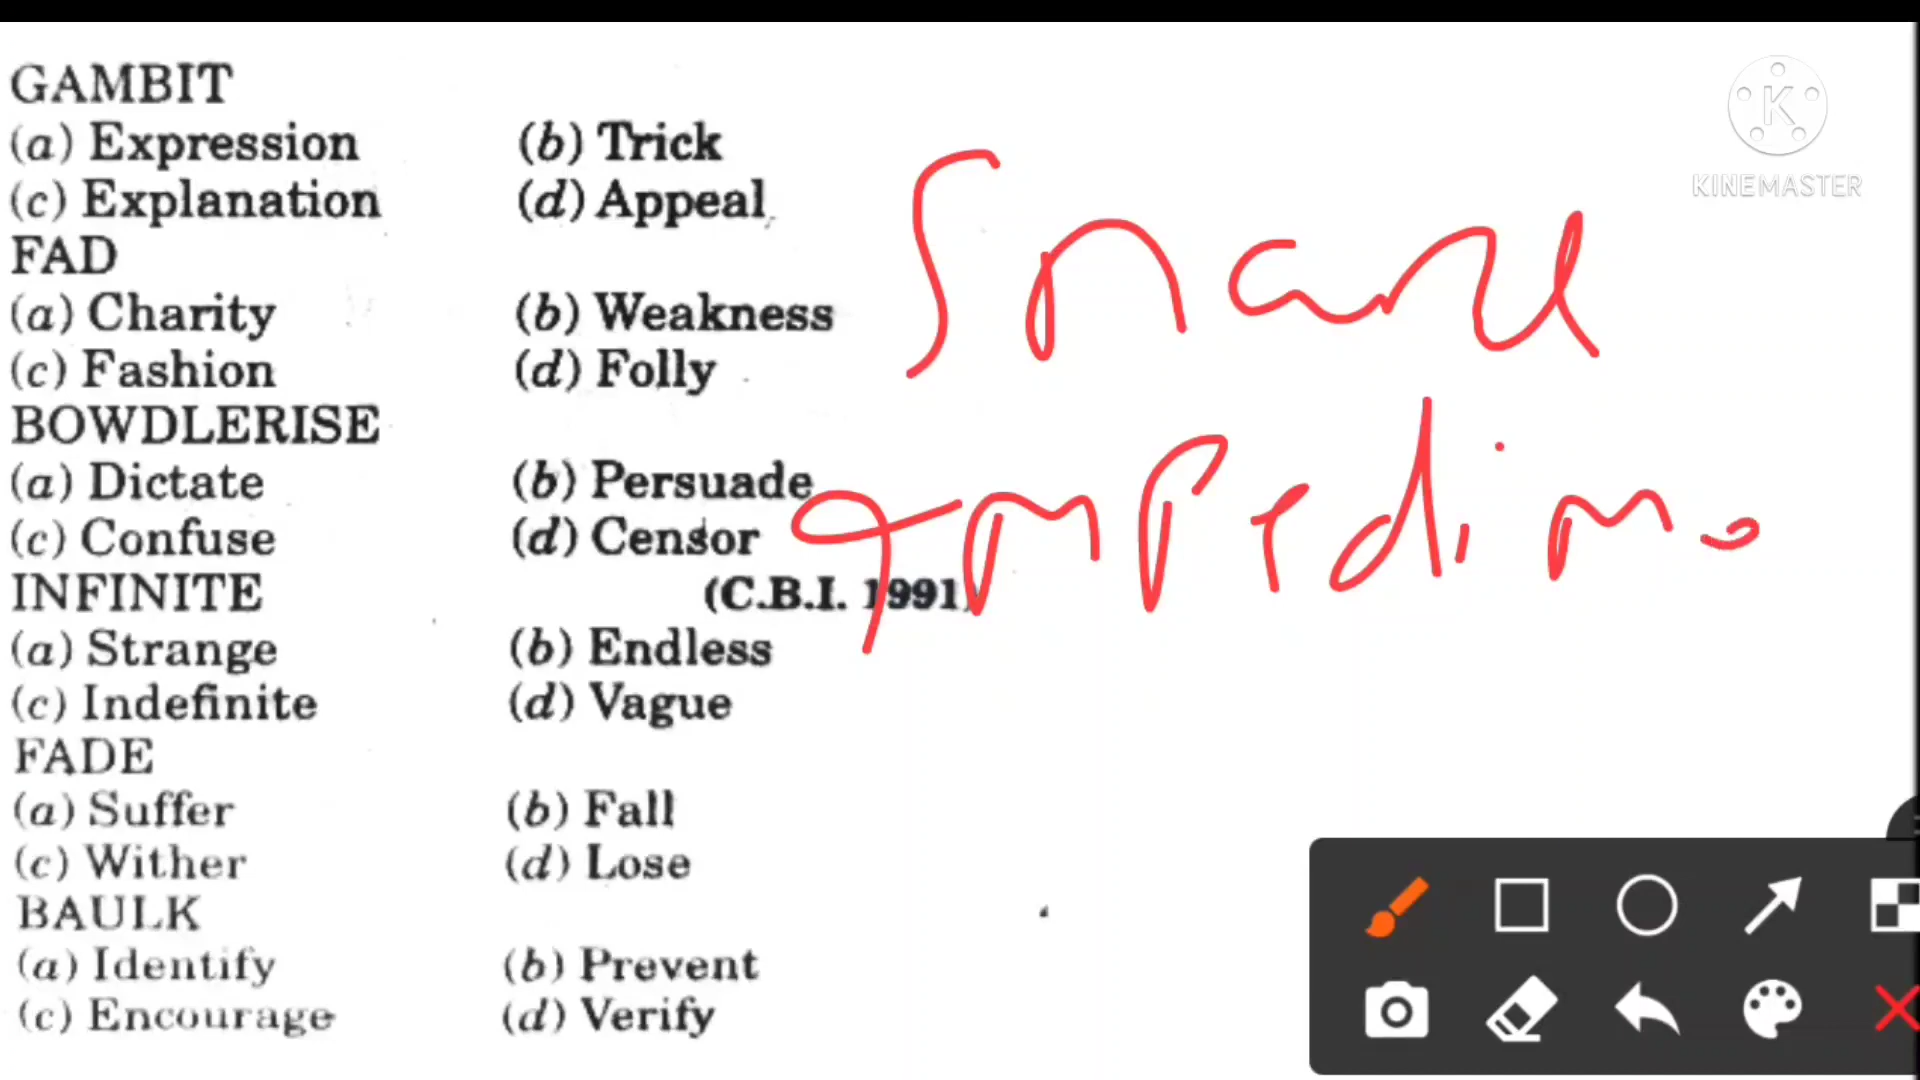 GAMBIT
(a) Expression (b) Trick
(c) Explanation (d) Appeal
FAD
(a) Charity (b) Weakness
(c) Fashion (d) Folly
BOWDLERISE
(a) Dictate (b) Persuade
(c) Confuse (d) Censor
INFINITE (C.B.I. 1991)
(a) Strange (b) Endless
(c) Indefinite (d) Vague
FADE
(a) Suffer (b) Fall
(c) Wither (d) Lose
BAULK
(a) Identify (b) Prevent
(c) Encourage (d) Verify
Snare
K
KINEMASTER